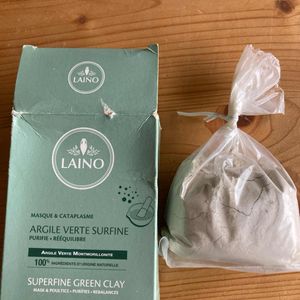 LAINO
LAINO
MASQUE & CATAPLASME
ARGILE VERTE SURFINE
PURIFIE • RÉÉQUILIBRE
ARGILE VERTE MONTMORILLONITE
100% INGRÉDIENTS D'ORIGINE NATURELLE
SUPERFINE GREEN CLAY
MASK & POULTICE • PURIFIES • REBALANCES